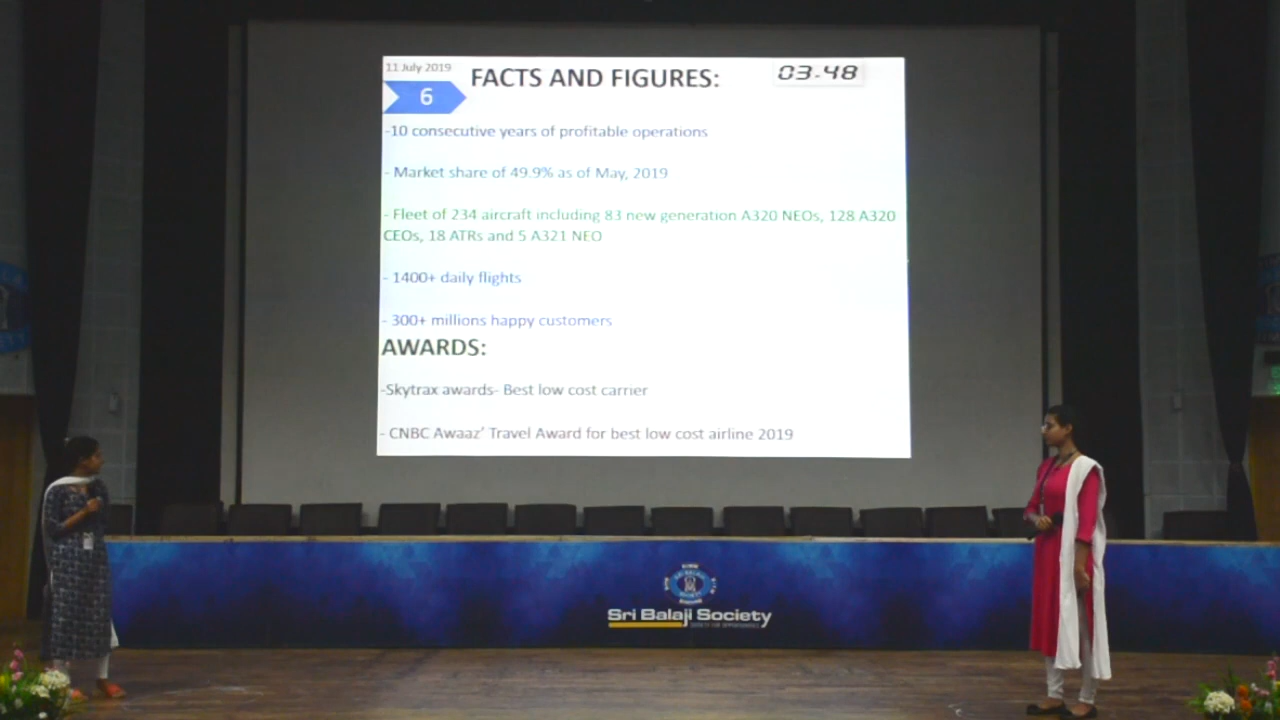 11 July 2019
6
FACTS AND FIGURES:
03.48
-10 consecutive years of profitable operations
- Market share of 49.9% as of May, 2019
- Fleet of 234 aircraft including 83 new generation A320 NEOs, 128 A320
CEOs, 18 ATRs and 5 A321 NEO
- 1400+ daily flights
- 300+ millions happy customers
AWARDS:
-Skytrax awards- Best low cost carrier
- CNBC Awaaz’ Travel Award for best low cost airline 2019
Sri Balaji Society